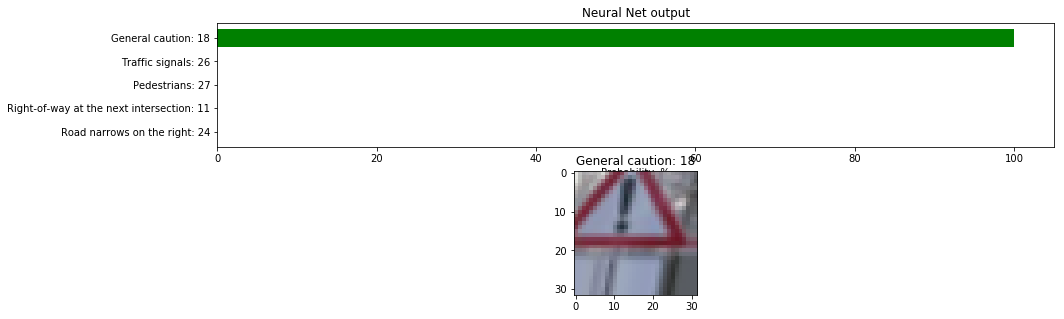 Neural Net output
General caution: 18
Traffic signals: 26
Pedestrians: 27
Right-of-way at the next intersection: 11
Road narrows on the right: 24
0 20 40 60 80 100
Probability, %
General caution: 18
0
10
20
30
0 10 20 30